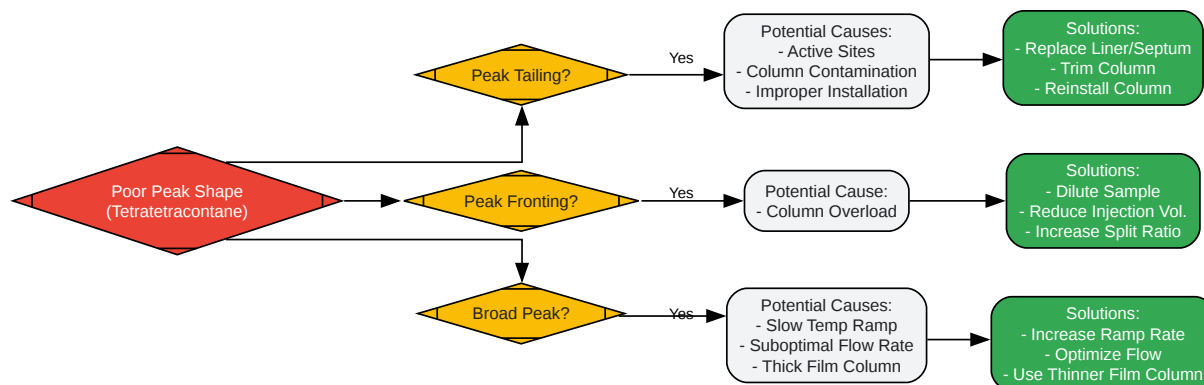 Poor Peak Shape
(Tetratetracontane)
Peak Tailing?
Yes
Potential Causes:
- Active Sites
- Column Contamination
- Improper Installation
Solutions:
- Replace Liner/Septum
- Trim Column
- Reinstall Column
Peak Fronting?
Yes
Potential Cause:
- Column Overload
Solutions:
- Dilute Sample
- Reduce Injection Vol.
- Increase Split Ratio
Broad Peak?
Yes
Potential Causes:
- Slow Temp Ramp
- Suboptimal Flow Rate
- Thick Film Column
Solutions:
- Increase Ramp Rate
- Optimize Flow
- Use Thinner Film Column